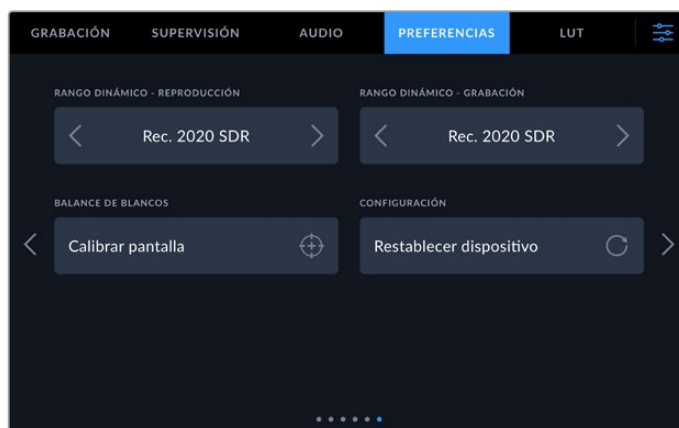 GRABACIÓN SUPERVISIÓN AUDIO PREFERENCIAS LUT
RANGO DINÁMICO - REPRODUCCIÓN RANGO DINÁMICO - GRABACIÓN
Rec. 2020 SDR Rec. 2020 SDR
BALANCE DE BLANCOS CONFIGURACIÓN
Calibrar pantalla Restablecer dispositivo